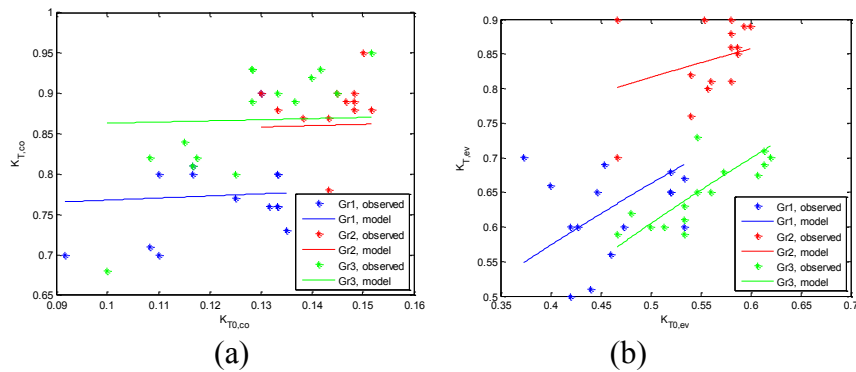 1
0.95
0.9
0.85
0.8
0.75
0.7
0.65
0.09 0.1 0.11 0.12 0.13 0.14 0.15 0.16
K_T,co
K_T0,co
Gr1, observed
Gr1, model
Gr2, observed
Gr2, model
Gr3, observed
Gr3, model
(a)
0.9
0.85
0.8
0.75
0.7
0.65
0.6
0.55
0.5
0.35 0.4 0.45 0.5 0.55 0.6 0.65 0.7
K_T,ev
K_T0,ev
Gr1, observed
Gr1, model
Gr2, observed
Gr2, model
Gr3, observed
Gr3, model
(b)